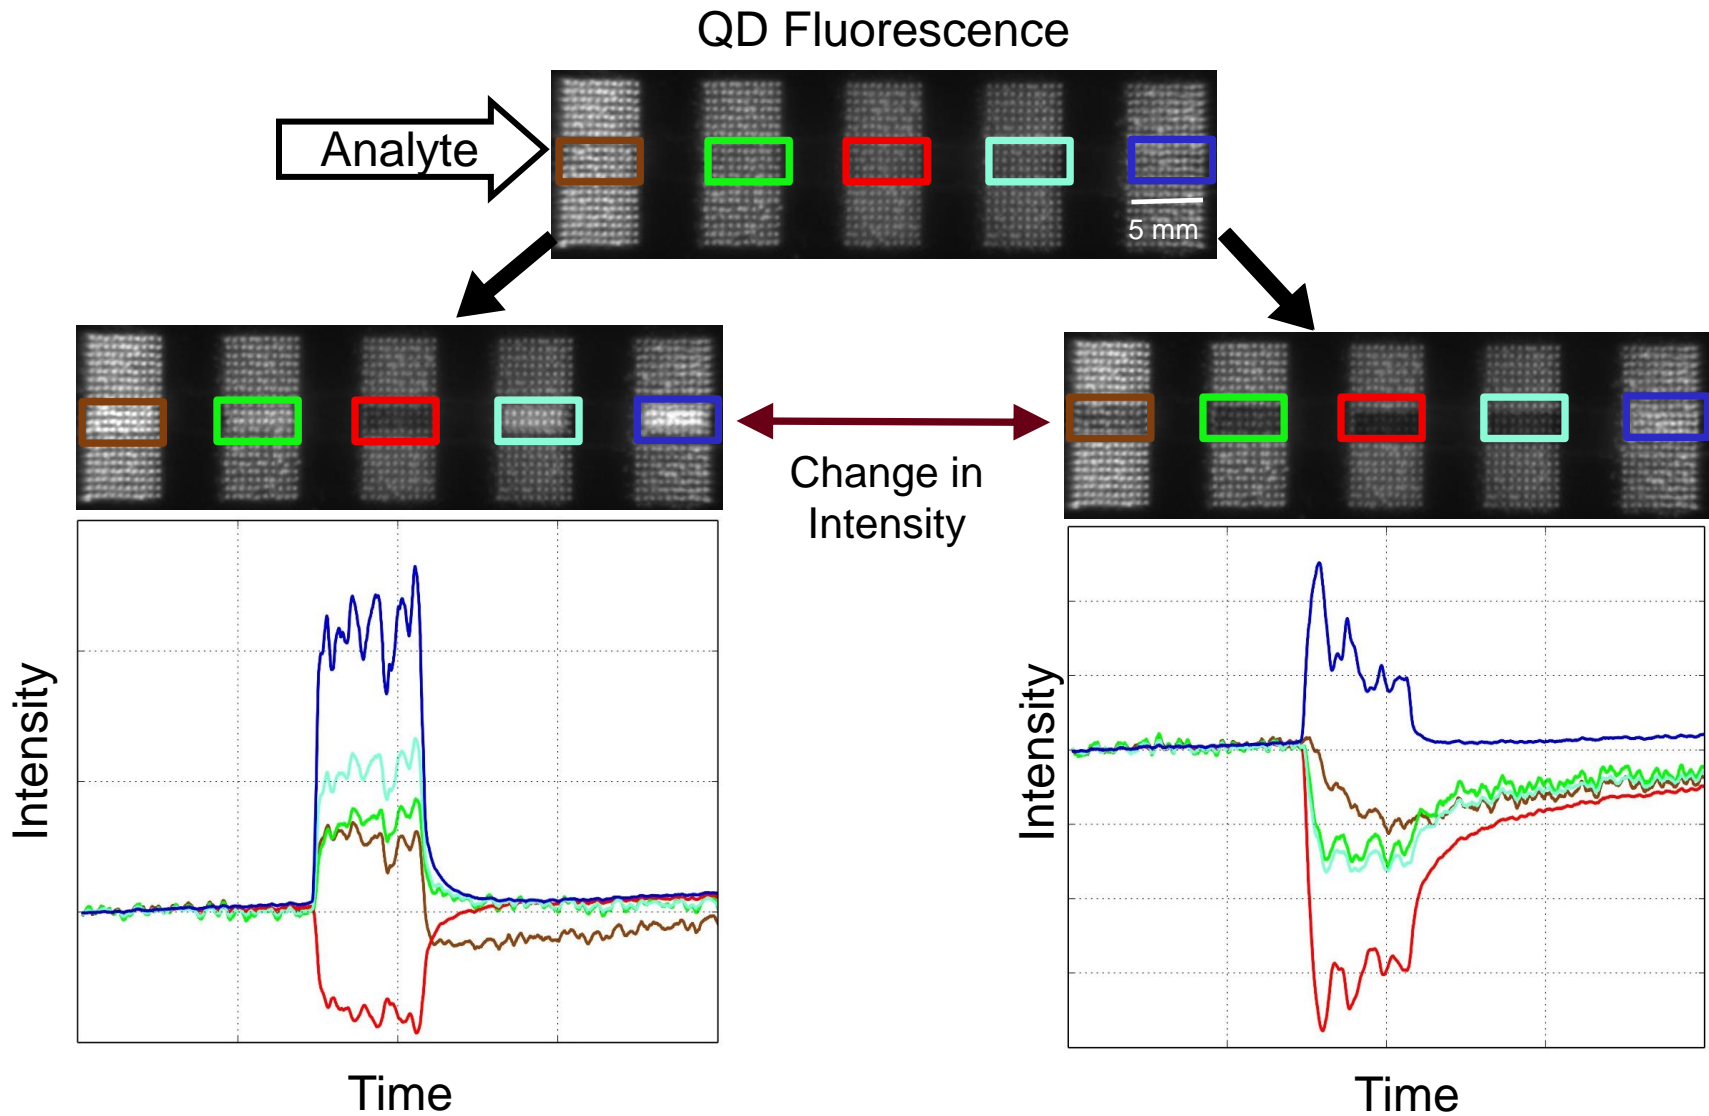 QD Fluorescence
Analyte
5 mm
Change in
Intensity
Intensity
Intensity
Time
Time